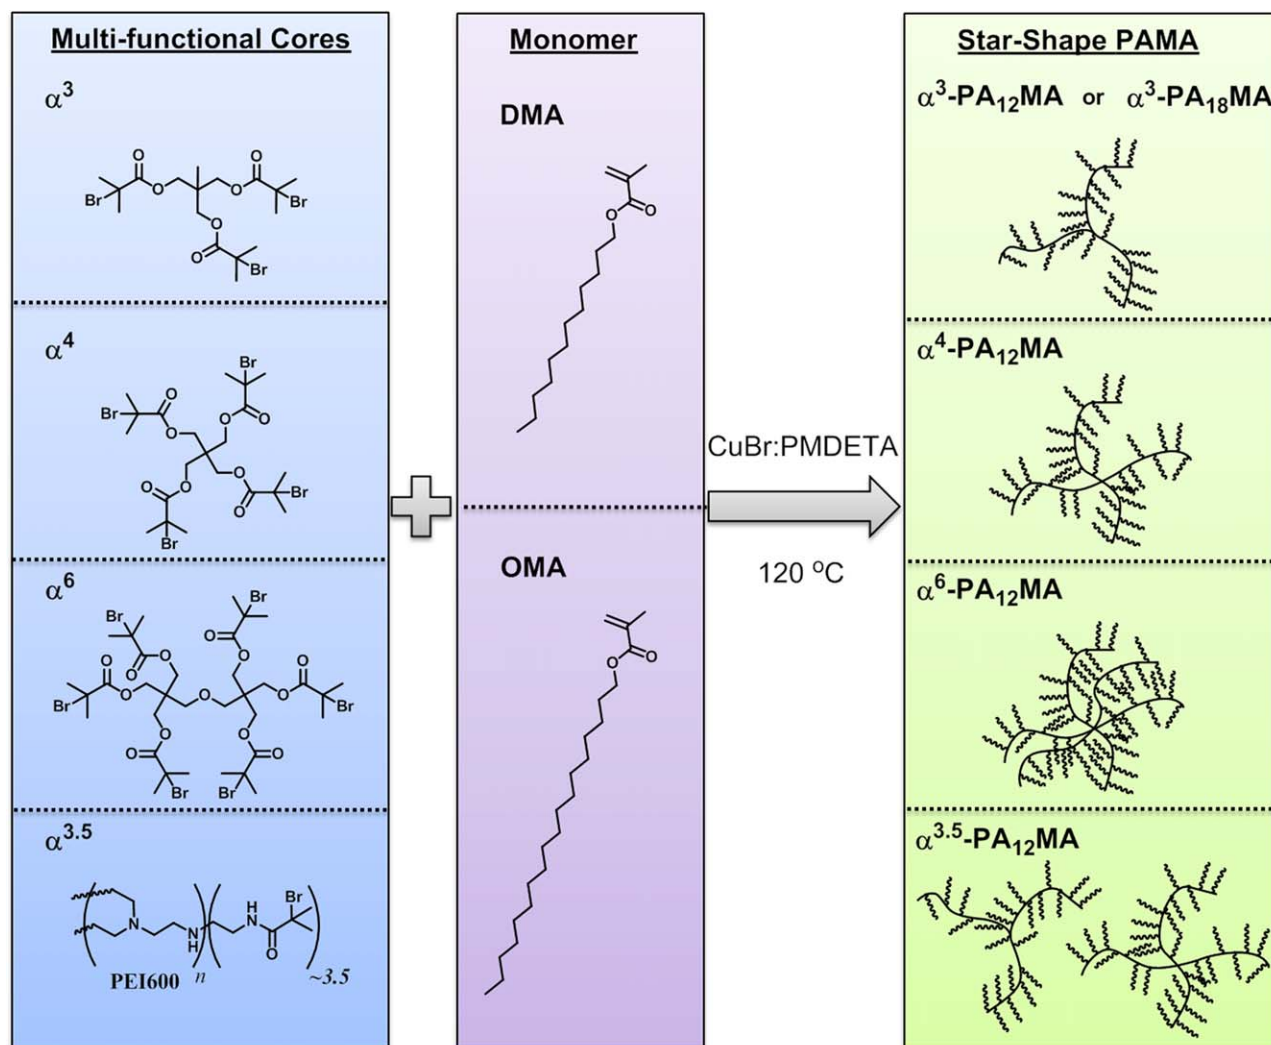 Multi-functional Cores
α³
O
O
O
O
Br
Br
O
O
Br
α⁴
Br
O
O
O
Br
O
O
O
O
O
Br
Br
α⁶
Br
Br
O
O
O
O
O
O
O
O
O
Br
O
Br
O
O
O
Br
Br
α³·⁵
Br
H
N
N
N
H
O
PEI600
n
~3.5
Monomer
DMA
O
O
OMA
O
O
CuBr:PMDETA
120 ºC
Star-Shape PAMA
α³-PA₁₂MA or α³-PA₁₈MA
α⁴-PA₁₂MA
α⁶-PA₁₂MA
α³·⁵-PA₁₂MA